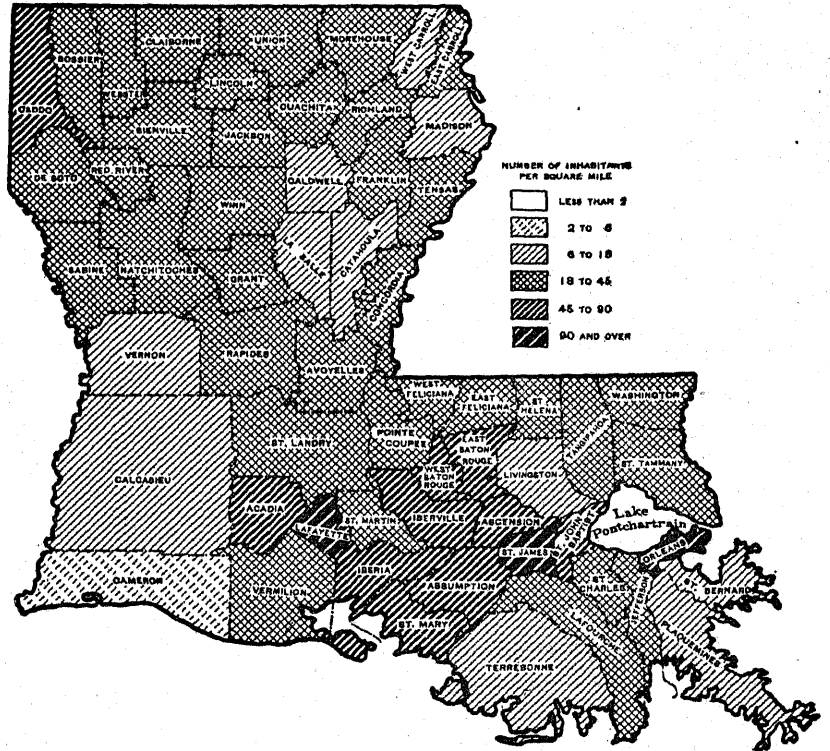 CADDO
BOSSIER
WEBSTER
CLAIBORNE
LINCOLN
UNION
MOREHOUSE
WEST CARROLL
EAST CARROLL
OUACHITA
RICHLAND
MADISON
BIENVILLE
JACKSON
DE SOTO
RED RIVER
CALDWELL
FRANKLIN
TENSAS
WINN
SABINE
NATCHITOCHES
GRANT
LA SALLE
CATAHOULA
CONCORDIA
VERNON
RAPIDES
AVOYELLES
NUMBER OF INHABITANTS
PER SQUARE MILE
LESS THAN 2
2 TO 6
6 TO 18
18 TO 45
45 TO 90
90 AND OVER
WEST
FELICIANA
EAST
FELICIANA
ST.
HELENA
TANGIPAHOA
WASHINGTON
ST. LANDRY
POINTE
COUPEE
WEST
BATON
ROUGE
EAST
BATON
ROUGE
LIVINGSTON
ST. TAMMANY
CALCASIEU
ACADIA
LAFAYETTE
ST. MARTIN
IBERVILLE
ASCENSION
ST. JAMES
ST. JOHN
BAPTIST
Lake
Pontchartrain
ORLEANS
CAMERON
VERMILION
IBERIA
ASSUMPTION
ST. MARY
ST.
CHARLES
JEFFERSON
ST. BERNARD
LAFOURCHE
TERREBONNE
PLAQUEMINES